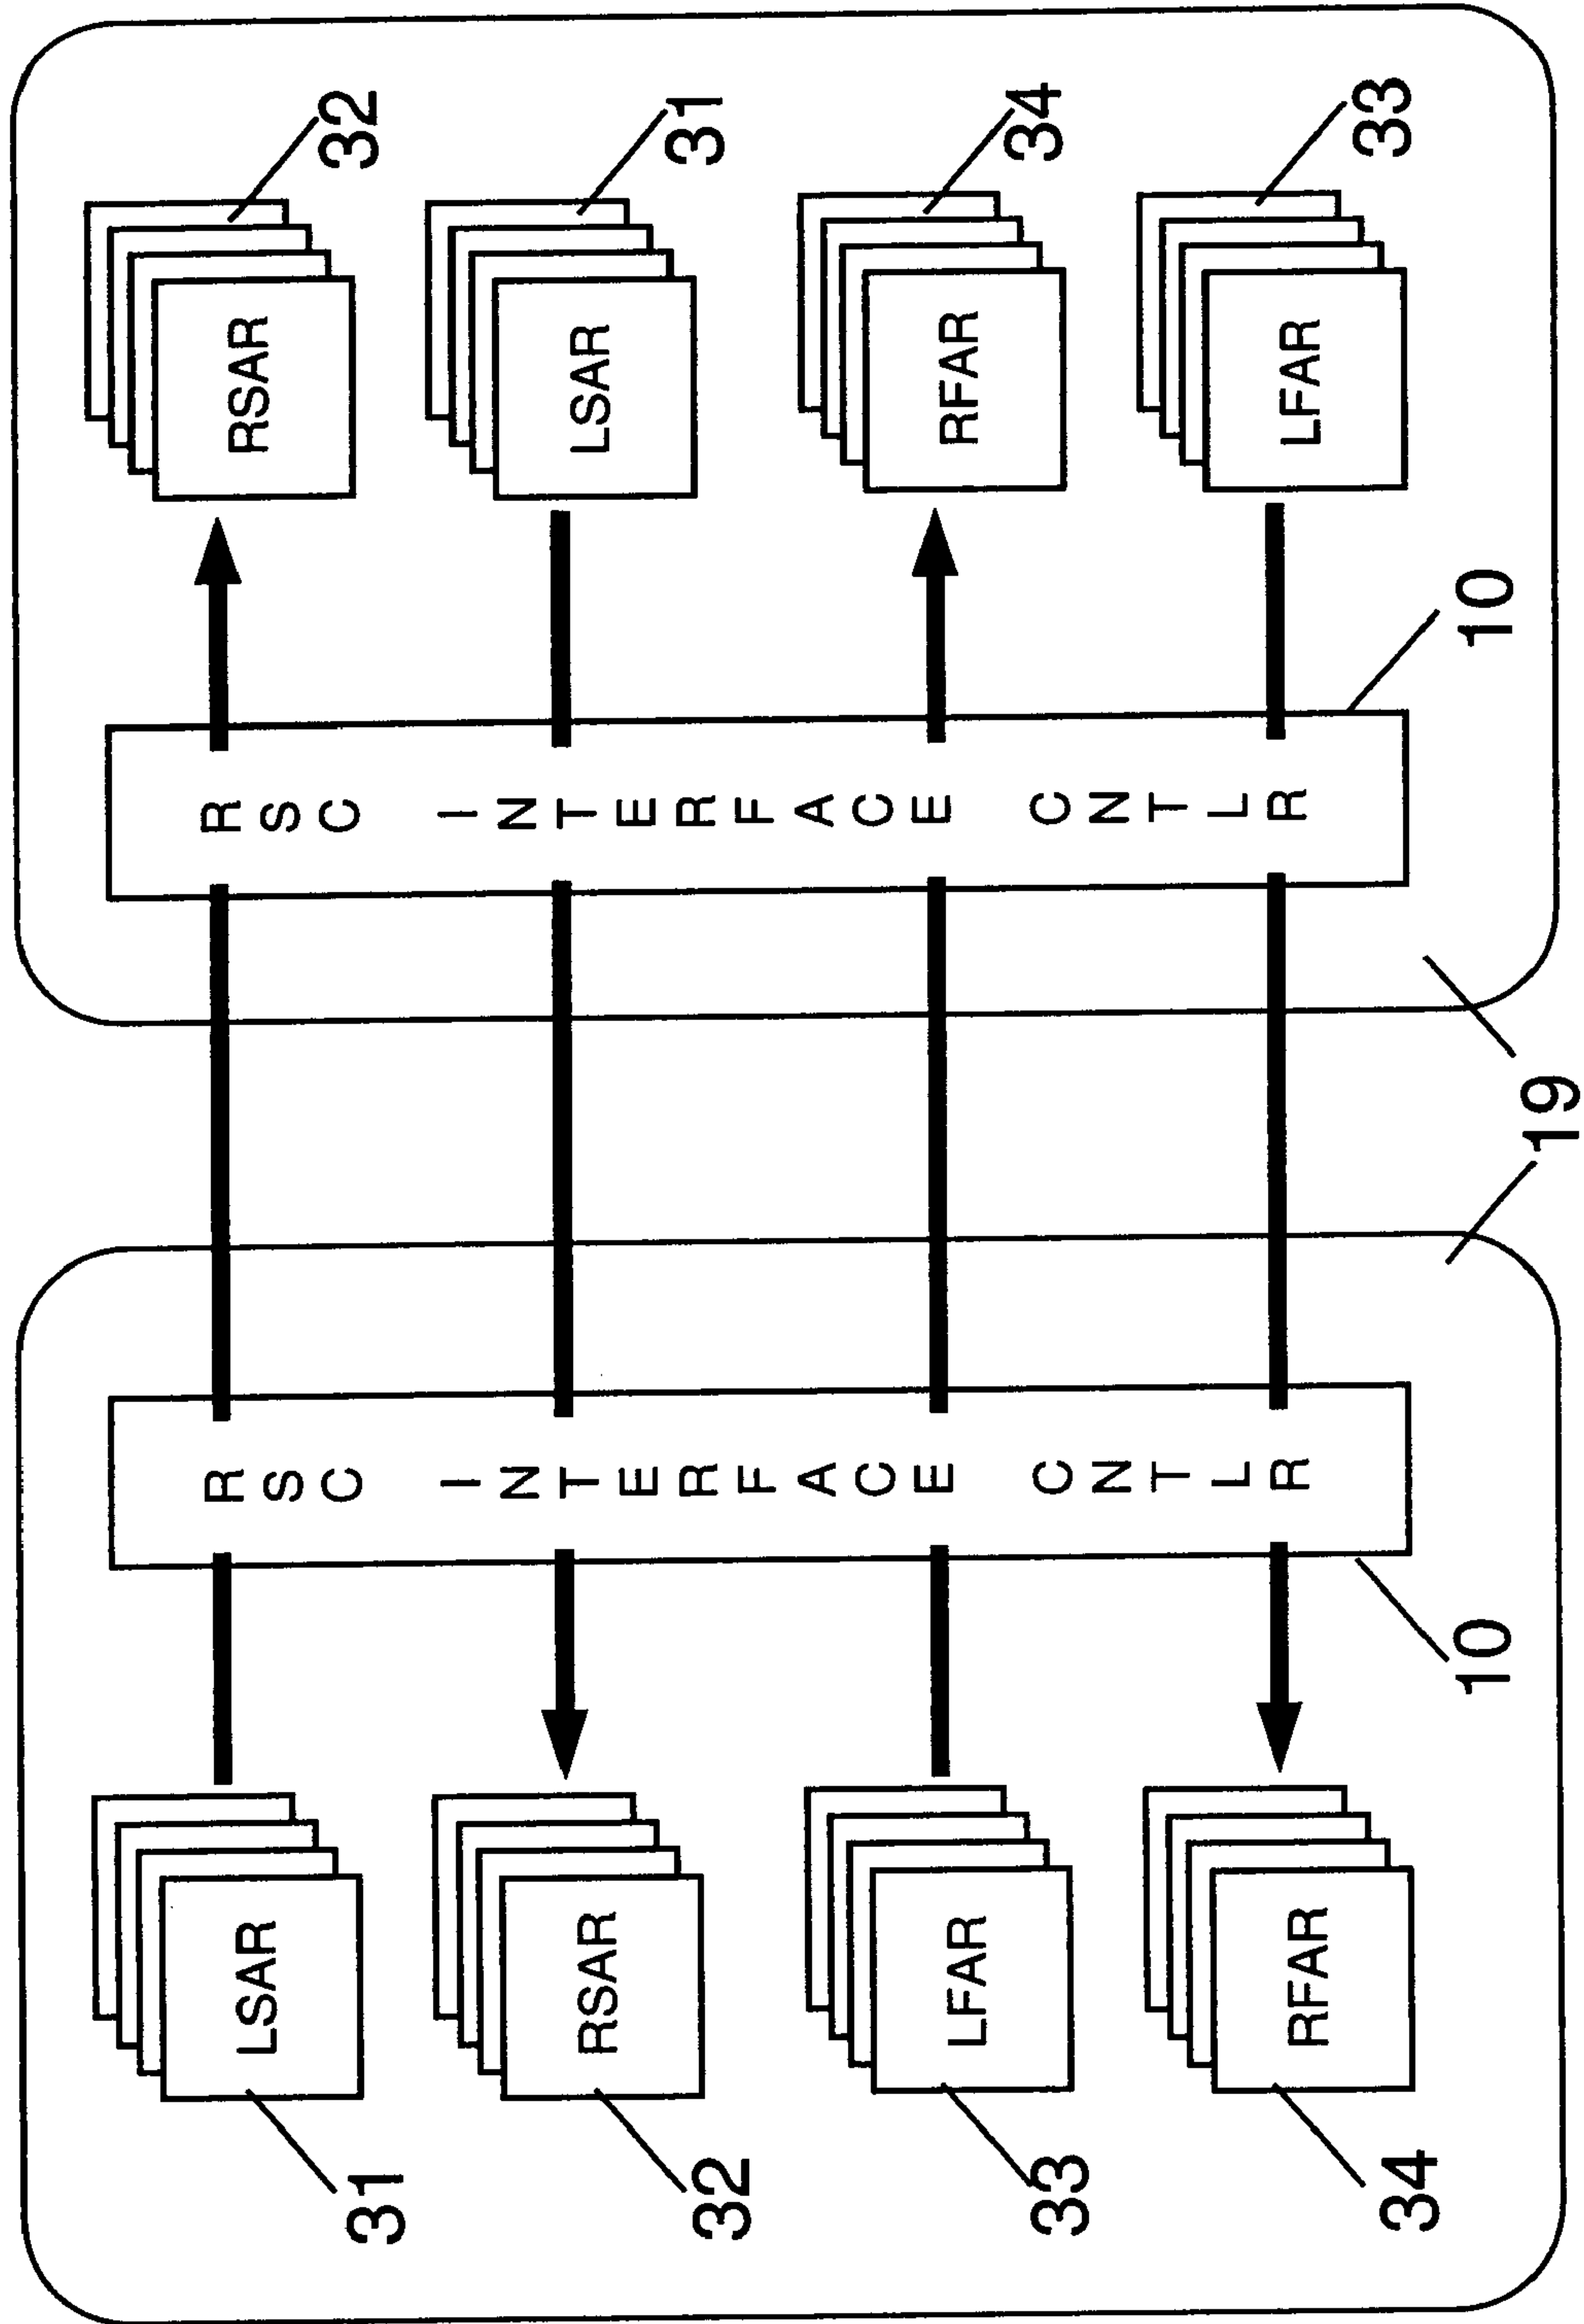 LSAR
31
RSAR
32
LFAR
33
RFAR
34
RSC INTERFACE CNTLR
10
19
RSC INTERFACE CNTLR
10
RSAR
32
LSAR
31
RFAR
34
LFAR
33